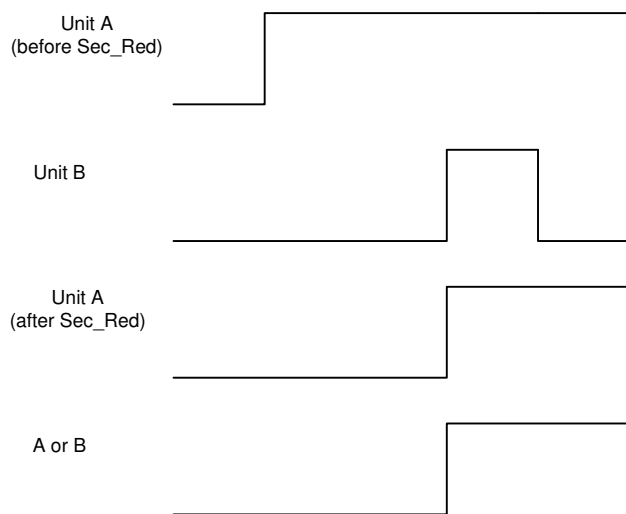 Unit A
(before Sec_Red)
Unit B
Unit A
(after Sec_Red)
A or B